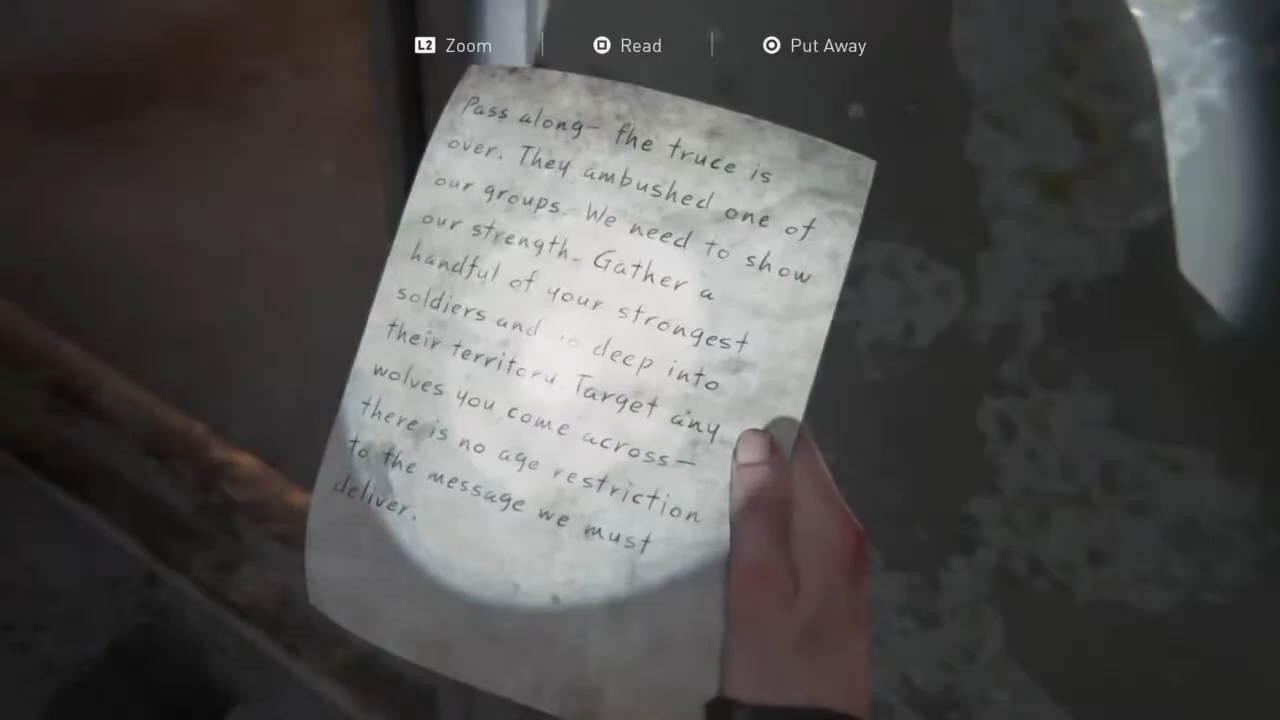 L2 Zoom | Read | Put Away
Pass along- the truce is
over. They ambushed one of
our groups. We need to show
our strength. Gather a
handful of your strongest
soldiers and deep into
their territory. Target any
wolves you come across-
there is no age restriction
to the message we must
deliver.